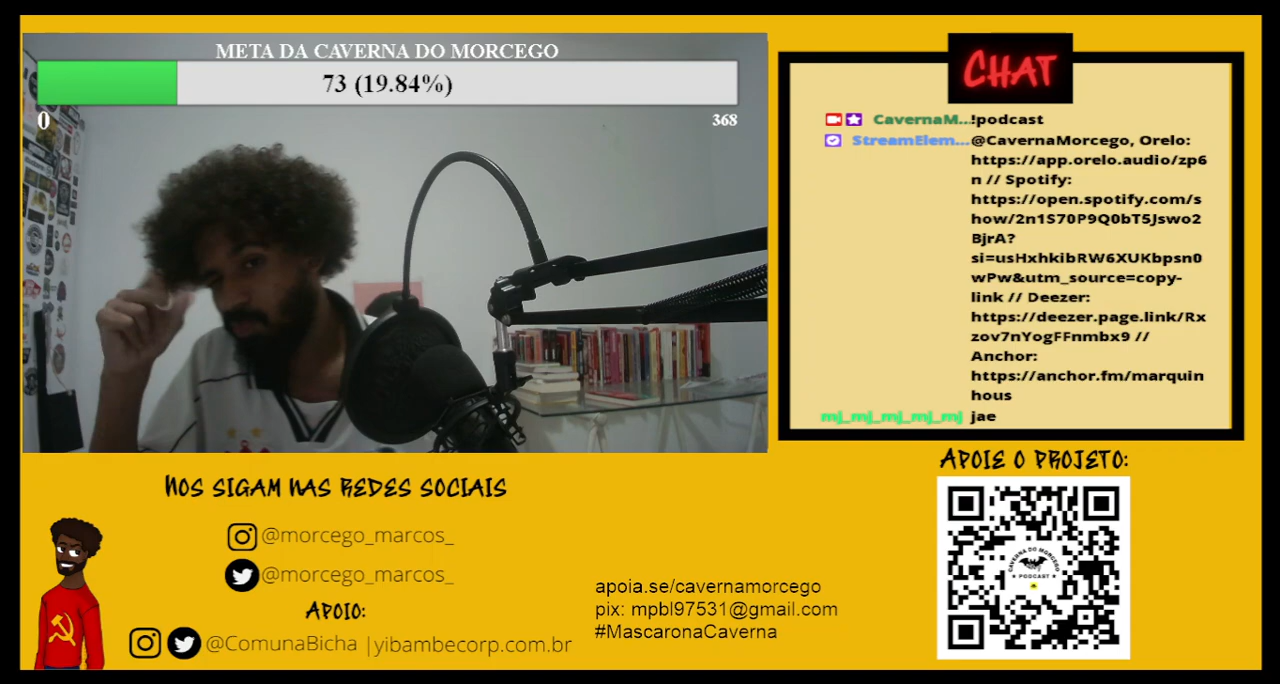 META DA CAVERNA DO MORCEGO
73 (19.84%)
0
368
CHAT
CavernaM...!podcast
StreamElem...@CavernaMorcego, Orelo:
https://app.orelo.audio/zp6
n // Spotify:
https://open.spotify.com/s
how/2n1S70P9Q0bT5Jswo2
BjrA?
si=usHxhkibRW6XUKbpsn0
wPw&utm_source=copy-
link // Deezer:
https://deezer.page.link/Rx
zov7nYogFFnmbx9 //
Anchor:
https://anchor.fm/marquin
hous
mj_mj_mj_mj_mj jae
NOS SIGAM NAS REDES SOCIAIS
@morcego_marcos_
@morcego_marcos_
APOIO:
@ComunaBicha |yibambecorp.com.br
apoia.se/cavernamorcego
pix: mpbl97531@gmail.com
#MascaronaCaverna
APOIE O PROJETO:
CAVERNA DO MORCEGO
PODCAST